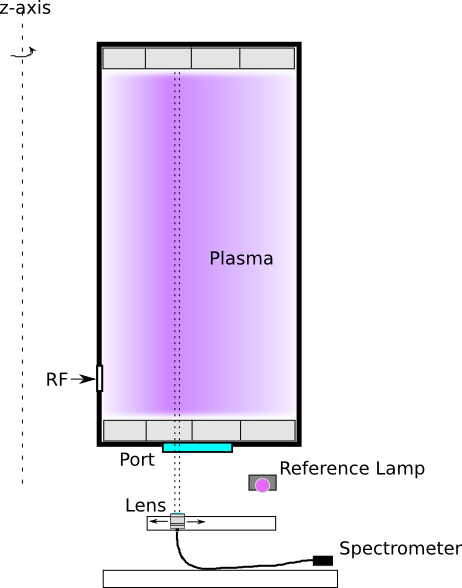 z-axis
Plasma
RF
Port
Reference Lamp
Lens
Spectrometer